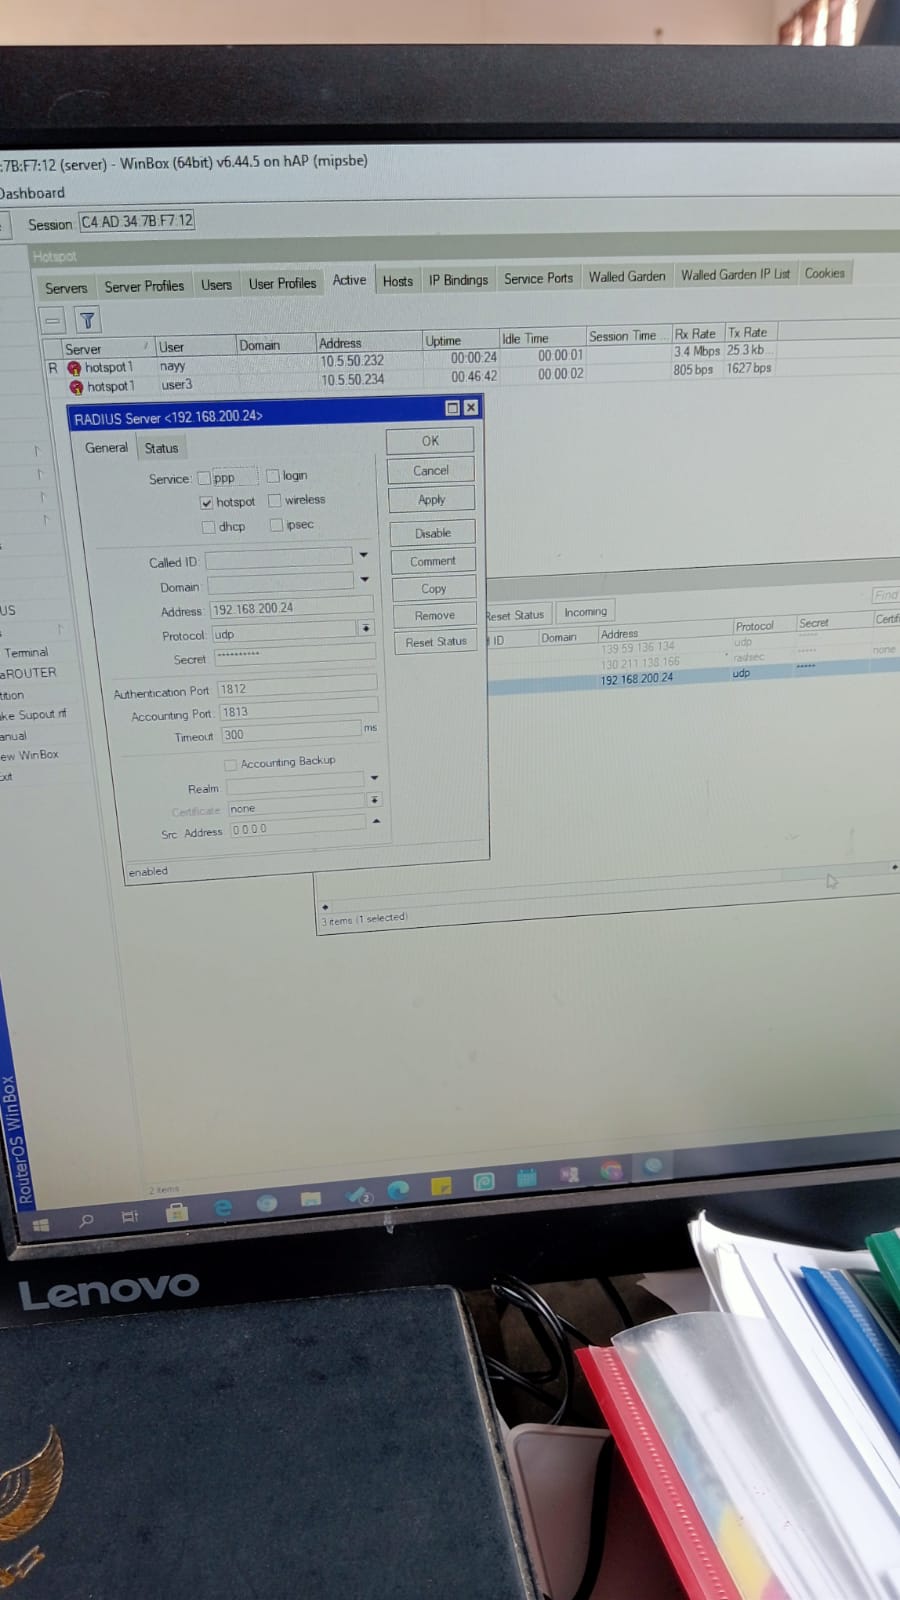 :7B:F7:12 (server) - WinBox (64bit) v6.44.5 on hAP (mipsbe)
Dashboard
Session: C4:AD:34:7B:F7:12
Hotspot
Servers Server Profiles Users User Profiles Active Hosts IP Bindings Service Ports Walled Garden Walled Garden IP List Cookies
Server User Domain Address Uptime Idle Time Session Time ... Rx Rate Tx Rate
R hotspot1 nayy 10.5.50.232 00:00:24 00:00:01 3.4 Mbps 25.3 kb...
hotspot1 user3 10.5.50.234 00:46:42 00:00:02 805 bps 1627 bps
RADIUS Server <192.168.200.24>
General Status
Service: ppp login
hotspot wireless
dhcp ipsec
Called ID:
Domain:
Address: 192.168.200.24
Protocol: udp
Secret: **********
Authentication Port: 1812
Accounting Port: 1813
Timeout: 300 ms
Accounting Backup
Realm:
Certificate: none
Src. Address: 0.0.0.0
enabled
OK
Cancel
Apply
Disable
Comment
Copy
Remove
Reset Status
Reset Status Incoming Find
ID Domain Address Protocol Secret Certifi
139.59.136.134 udp *****
130.211.138.166 radsec ***** none
192.168.200.24 udp *****
3 items (1 selected)
US
Terminal
aROUTER
tition
ke Supout.rif
anual
ew WinBox
xit
2 items
RouterOS WinBox
2
Lenovo